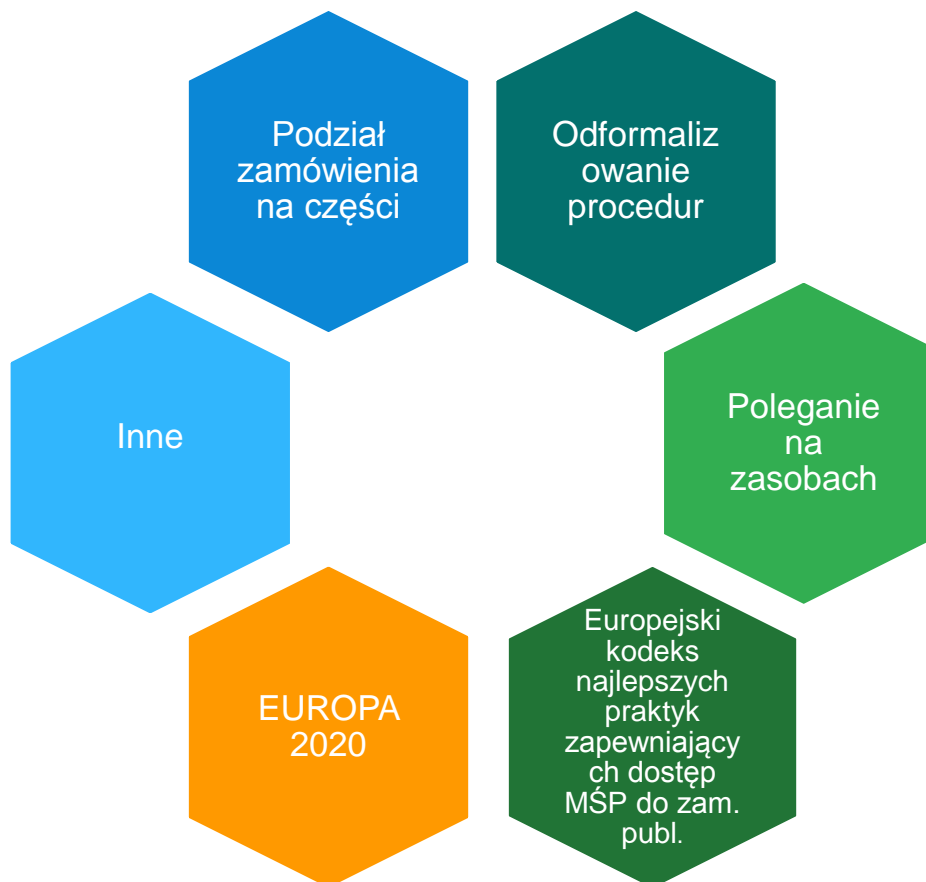 Podział
zamówienia
na części
Odformaliz
owanie
procedur
Inne
Poleganie
na
zasobach
EUROPA
2020
Europejski
kodeks
najlepszych
praktyk
zapewniający
ch dostęp
MŚP do zam.
publ.